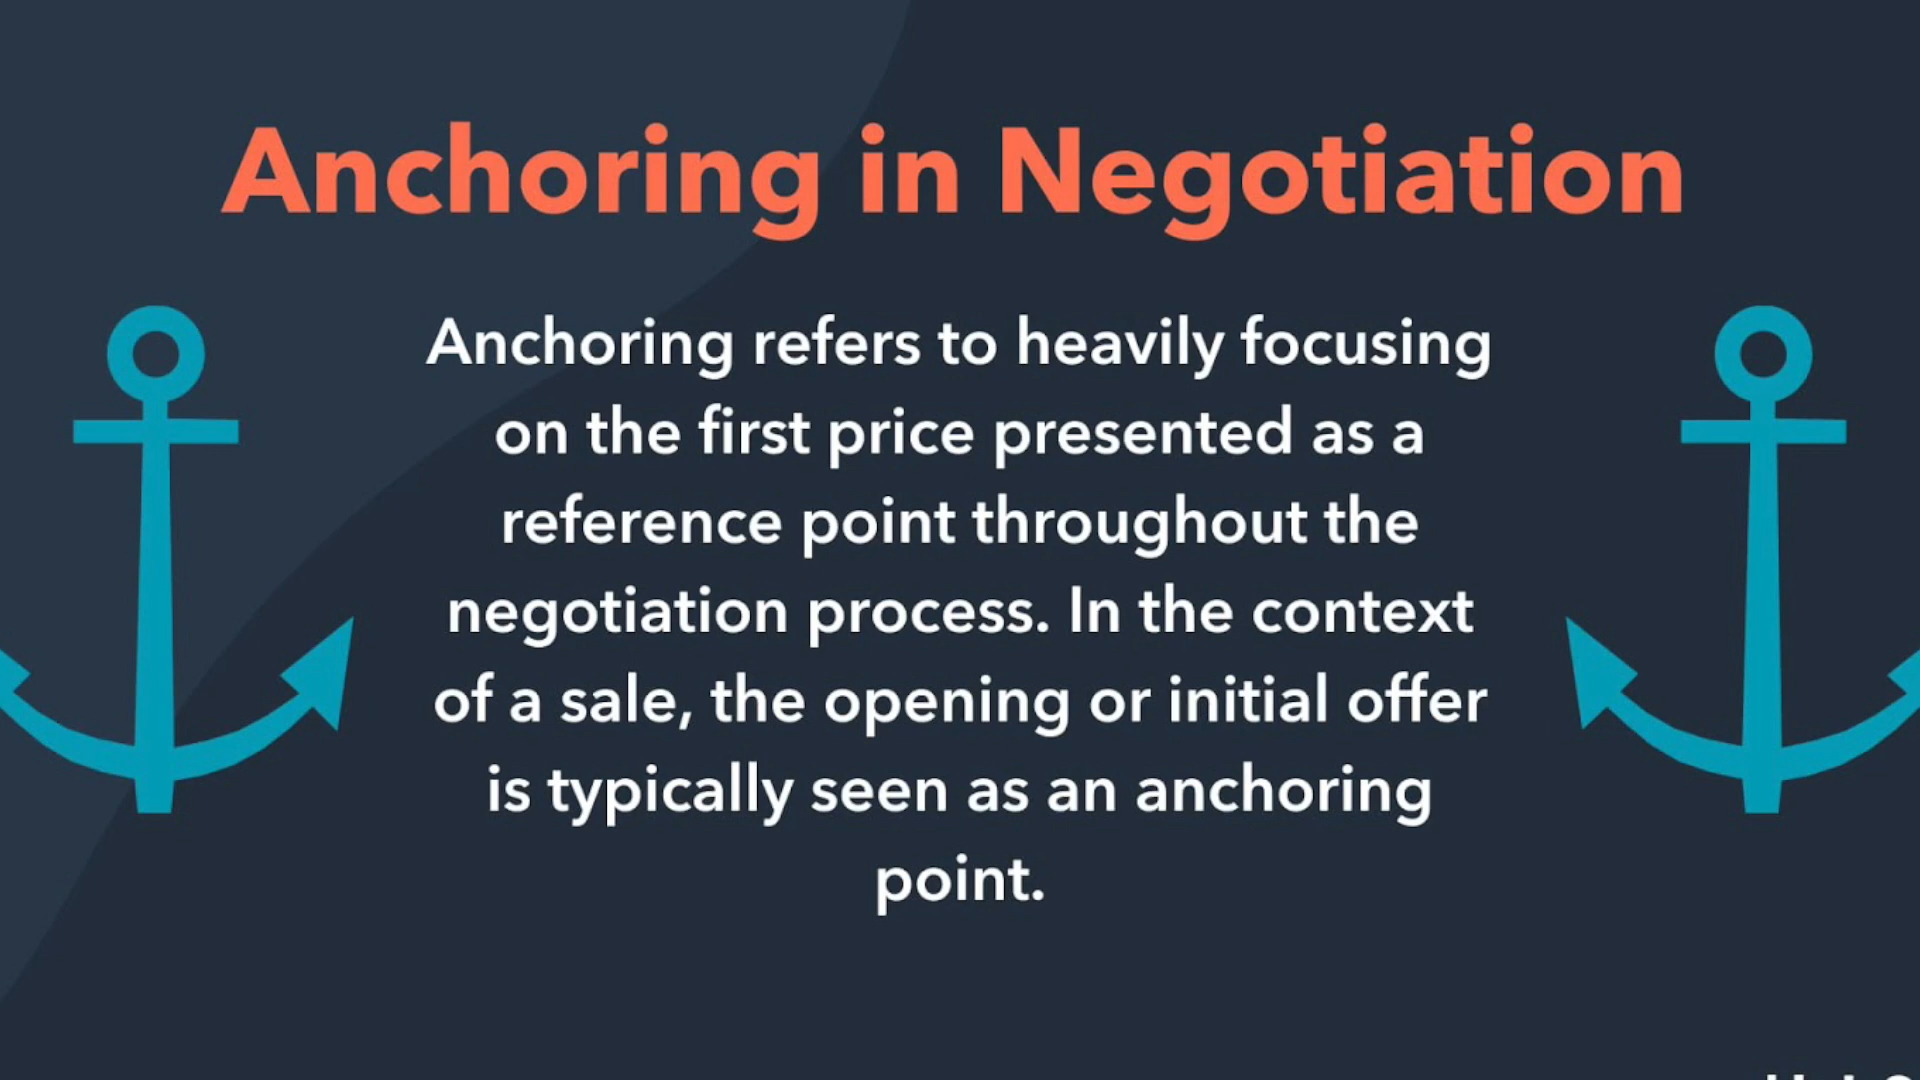 Anchoring in Negotiation
Anchoring refers to heavily focusing
on the first price presented as a
reference point throughout the
negotiation process. In the context
of a sale, the opening or initial offer
is typically seen as an anchoring
point.